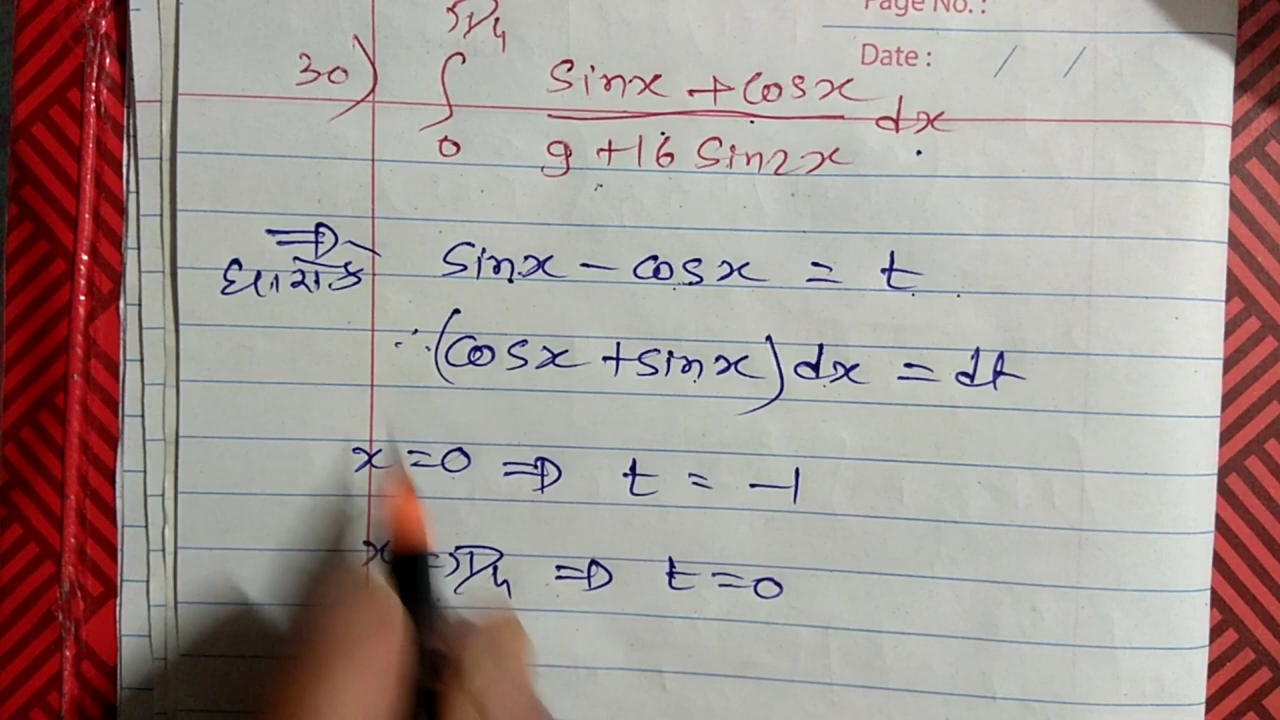 Page No.:
Date: / /
30) ∫₀^(π/4) (sinx + cosx)/(9 + 16 sin2x) dx
⇒ ધારોકે sinx - cosx = t
∴ (cosx + sinx) dx = dt
x = 0 ⇒ t = -1
x = π/4 ⇒ t = 0